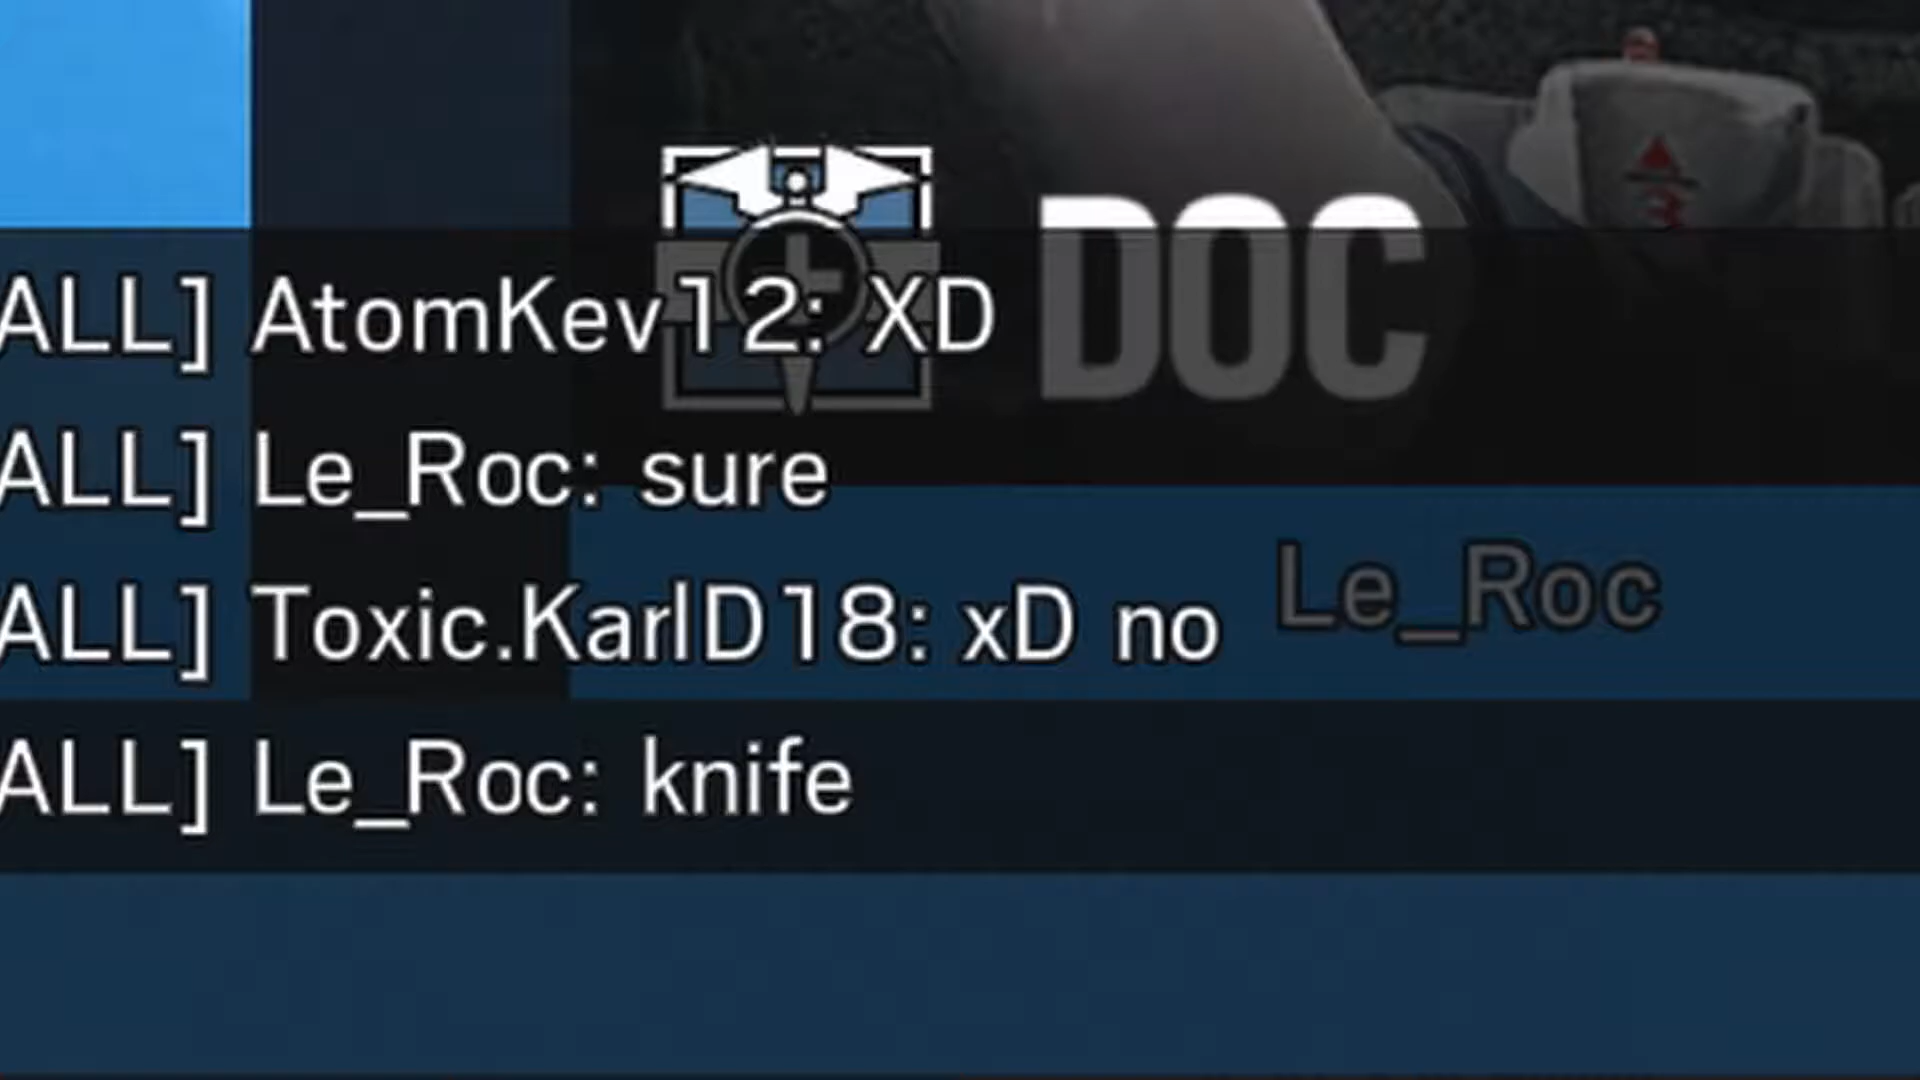 DOC
ALL] AtomKev12: XD
ALL] Le_Roc: sure
Le_Roc
ALL] Toxic.KarlD18: xD no
ALL] Le_Roc: knife